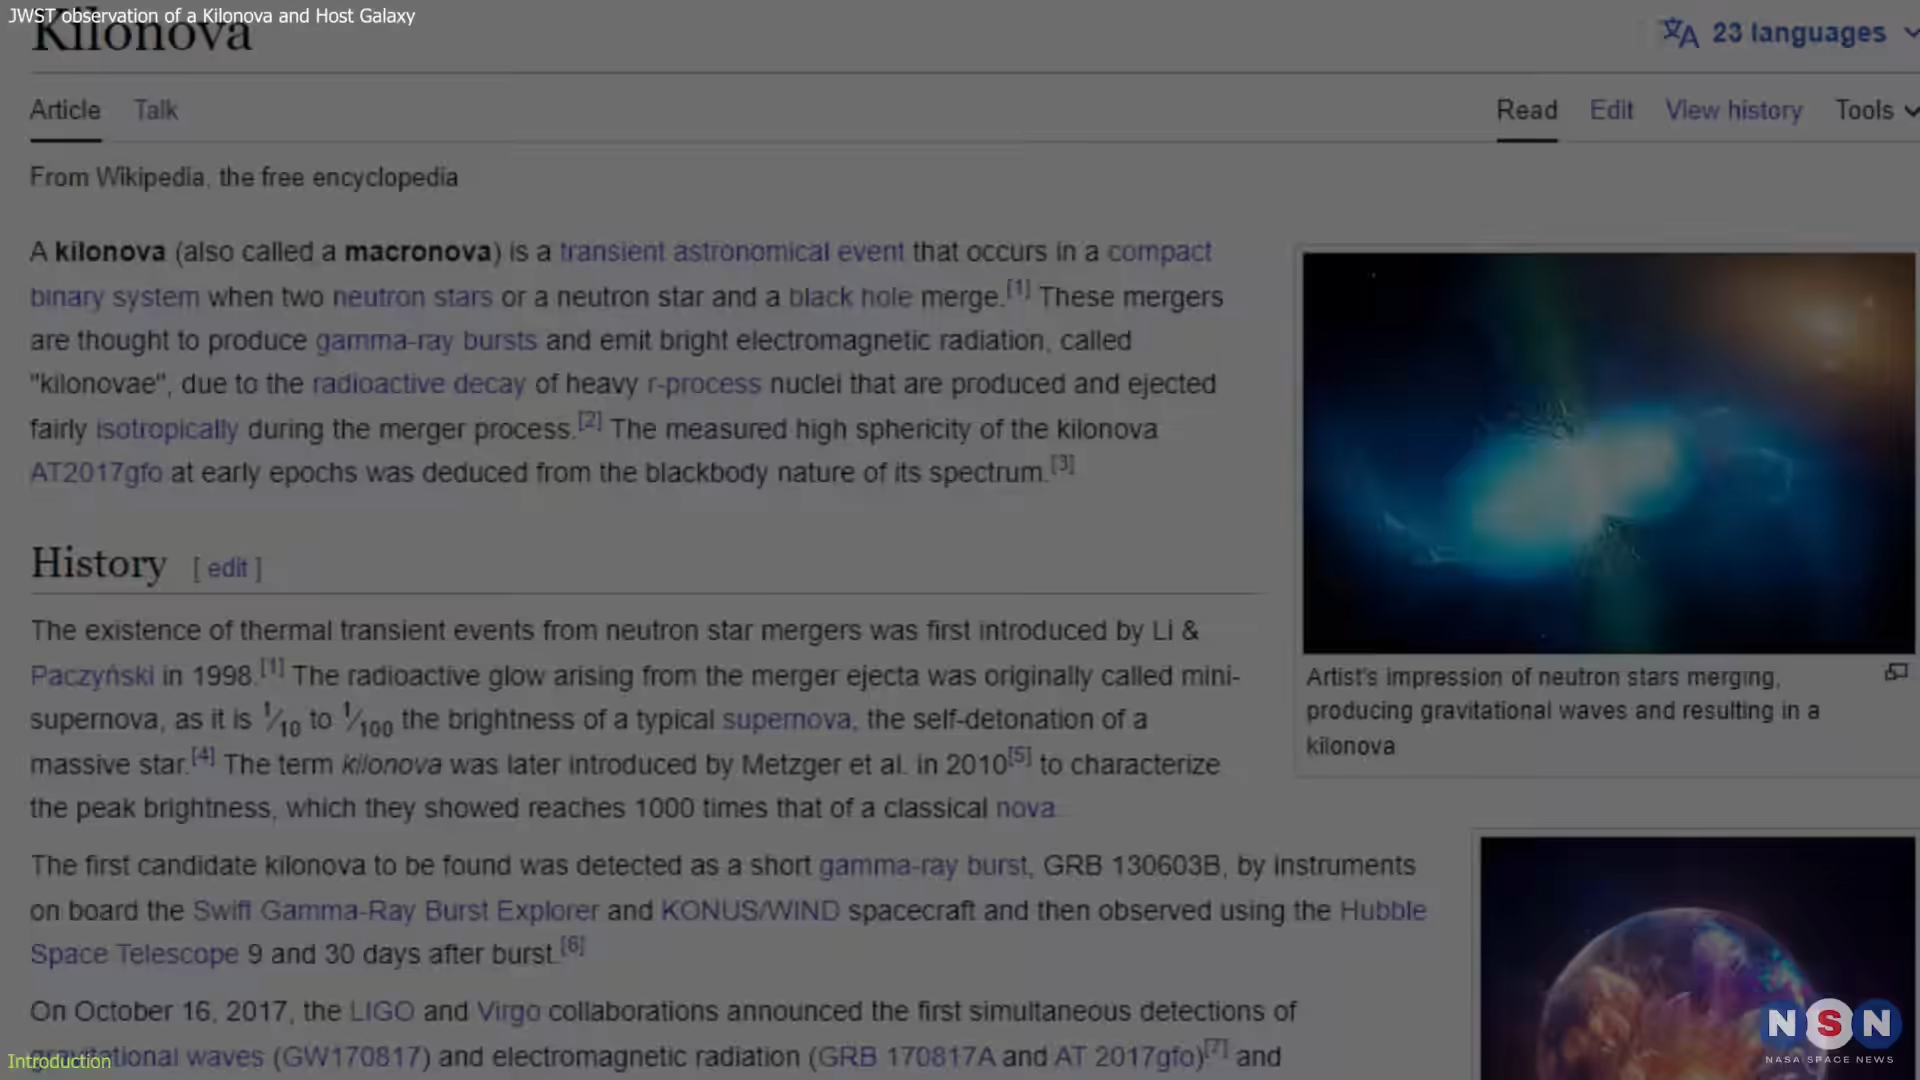 JWST observation of a Kilonova and Host Galaxy
Kilonova
23 languages
Article Talk
Read Edit View history Tools
From Wikipedia, the free encyclopedia
A kilonova (also called a macronova) is a transient astronomical event that occurs in a compact
binary system when two neutron stars or a neutron star and a black hole merge.[1] These mergers
are thought to produce gamma-ray bursts and emit bright electromagnetic radiation, called
"kilonovae", due to the radioactive decay of heavy r-process nuclei that are produced and ejected
fairly isotropically during the merger process.[2] The measured high sphericity of the kilonova
AT2017gfo at early epochs was deduced from the blackbody nature of its spectrum.[3]
Artist's impression of neutron stars merging,
producing gravitational waves and resulting in a
kilonova
History [ edit ]
The existence of thermal transient events from neutron star mergers was first introduced by Li &
Paczyński in 1998.[1] The radioactive glow arising from the merger ejecta was originally called mini-
supernova, as it is 1/10 to 1/100 the brightness of a typical supernova, the self-detonation of a
massive star.[4] The term kilonova was later introduced by Metzger et al. in 2010[5] to characterize
the peak brightness, which they showed reaches 1000 times that of a classical nova.
The first candidate kilonova to be found was detected as a short gamma-ray burst, GRB 130603B, by instruments
on board the Swift Gamma-Ray Burst Explorer and KONUS/WIND spacecraft and then observed using the Hubble
Space Telescope 9 and 30 days after burst.[6]
On October 16, 2017, the LIGO and Virgo collaborations announced the first simultaneous detections of
gravitational waves (GW170817) and electromagnetic radiation (GRB 170817A and AT 2017gfo)[7] and
Introduction
NSN
NASA SPACE NEWS